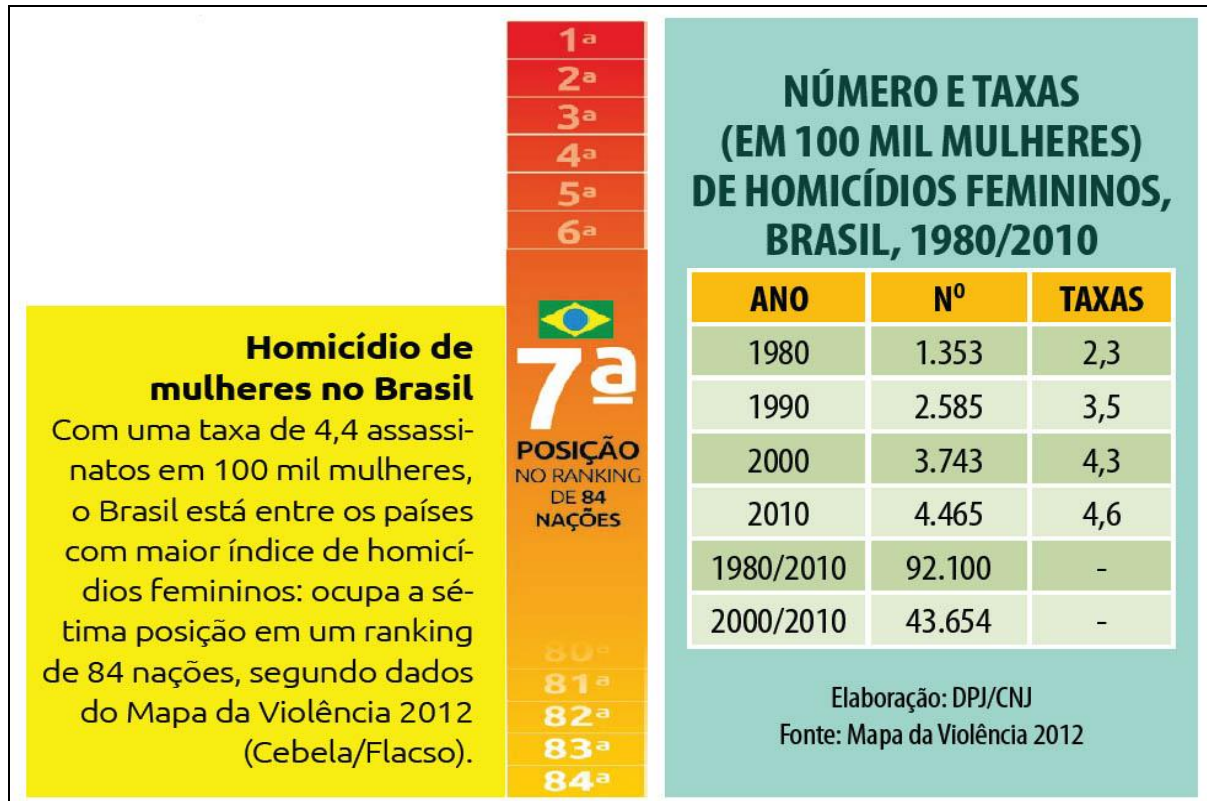 Homicídio de
mulheres no Brasil
Com uma taxa de 4,4 assassi-
natos em 100 mil mulheres,
o Brasil está entre os países
com maior índice de homicí-
dios femininos: ocupa a sé-
tima posição em um ranking
de 84 nações, segundo dados
do Mapa da Violência 2012
(Cebela/Flacso).
1ª
2ª
3ª
4ª
5ª
6ª
7ª
POSIÇÃO
NO RANKING
DE 84
NAÇÕES
80ª
81ª
82ª
83ª
84ª
NÚMERO E TAXAS
(EM 100 MIL MULHERES)
DE HOMICÍDIOS FEMININOS,
BRASIL, 1980/2010
ANO Nº TAXAS
1980 1.353 2,3
1990 2.585 3,5
2000 3.743 4,3
2010 4.465 4,6
1980/2010 92.100 -
2000/2010 43.654 -
Elaboração: DPJ/CNJ
Fonte: Mapa da Violência 2012